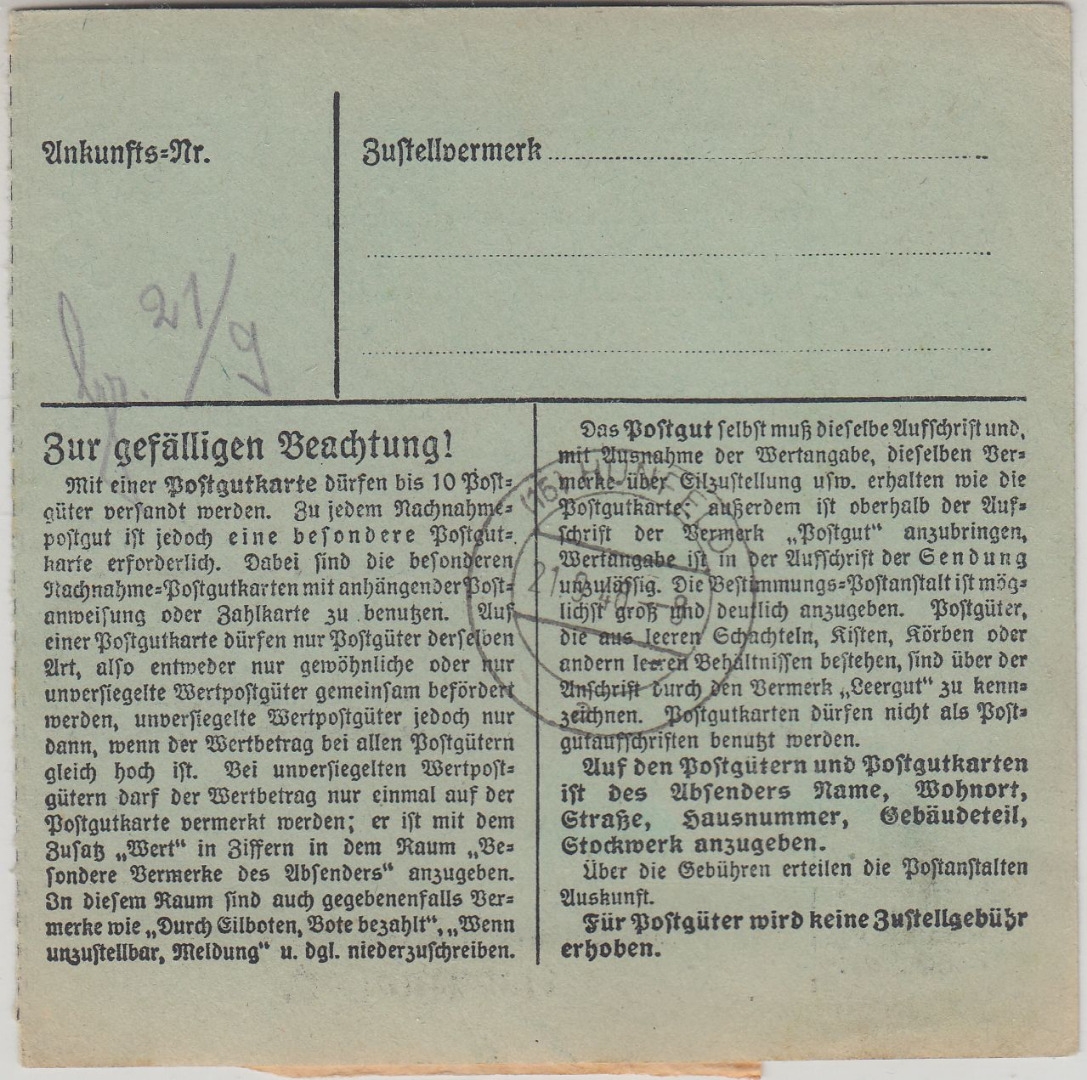 Ankunfts=Nr.
Zustellvermerk
21/9
Zur gefälligen Beachtung!
Mit einer Postgutkarte dürfen bis 10 Post=
güter versandt werden. Zu jedem Nachnahme=
postgut ist jedoch eine besondere Postgut=
karte erforderlich. Dabei sind die besonderen
Nachnahme=Postgutkarten mit anhängender Post=
anweisung oder Zahlkarte zu benutzen. Auf
einer Postgutkarte dürfen nur Postgüter derselben
Art, also entweder nur gewöhnliche oder nur
unversiegelte Wertpostgüter gemeinsam befördert
werden, unversiegelte Wertpostgüter jedoch nur
dann, wenn der Wertbetrag bei allen Postgütern
gleich hoch ist. Bei unversiegelten Wertpost=
gütern darf der Wertbetrag nur einmal auf der
Postgutkarte vermerkt werden; er ist mit dem
Zusatz „Wert“ in Ziffern in dem Raum „Be=
sondere Vermerke des Absenders“ anzugeben.
In diesem Raum sind auch gegebenenfalls Ver=
merke wie „Durch Eilboten, Bote bezahlt“, „Wenn
unzustellbar, Meldung“ u. dgl. niederzuschreiben.
Das Postgut selbst muß dieselbe Aufschrift und,
mit Ausnahme der Wertangabe, dieselben Ver=
merke über Eilzustellung usw. erhalten wie die
Postgutkarte; außerdem ist oberhalb der Auf=
schrift der Vermerk „Postgut“ anzubringen,
Wertangabe ist in der Aufschrift der Sendung
unzulässig. Die Bestimmungs=Postanstalt ist mög=
lichst groß und deutlich anzugeben. Postgüter,
die aus leeren Schachteln, Kisten, Körben oder
andern leeren Behältnissen bestehen, sind über der
Anschrift durch den Vermerk „Leergut“ zu kenn=
zeichnen. Postgutkarten dürfen nicht als Post=
gutaufschriften benutzt werden.
Auf den Postgütern und Postgutkarten
ist des Absenders Name, Wohnort,
Straße, Hausnummer, Gebäudeteil,
Stockwerk anzugeben.
Über die Gebühren erteilen die Postanstalten
Auskunft.
Für Postgüter wird keine Zustellgebühr
erhoben.